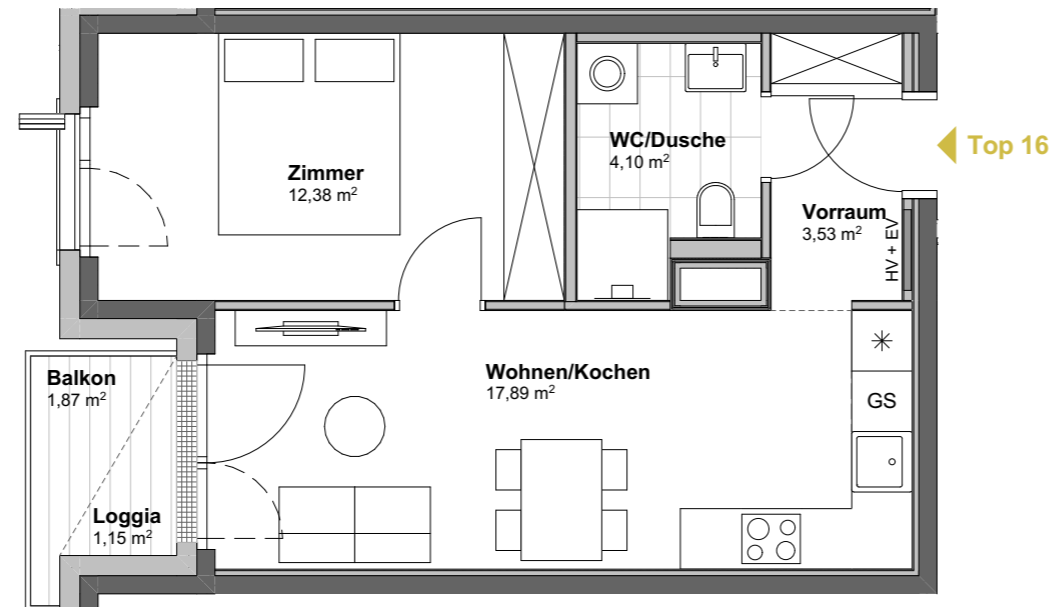 WC/Dusche
4,10 m²
Top 16
Zimmer
12,38 m²
Vorraum
3,53 m²
HV + EV
Balkon
1,87 m²
Wohnen/Kochen
17,89 m²
GS
Loggia
1,15 m²